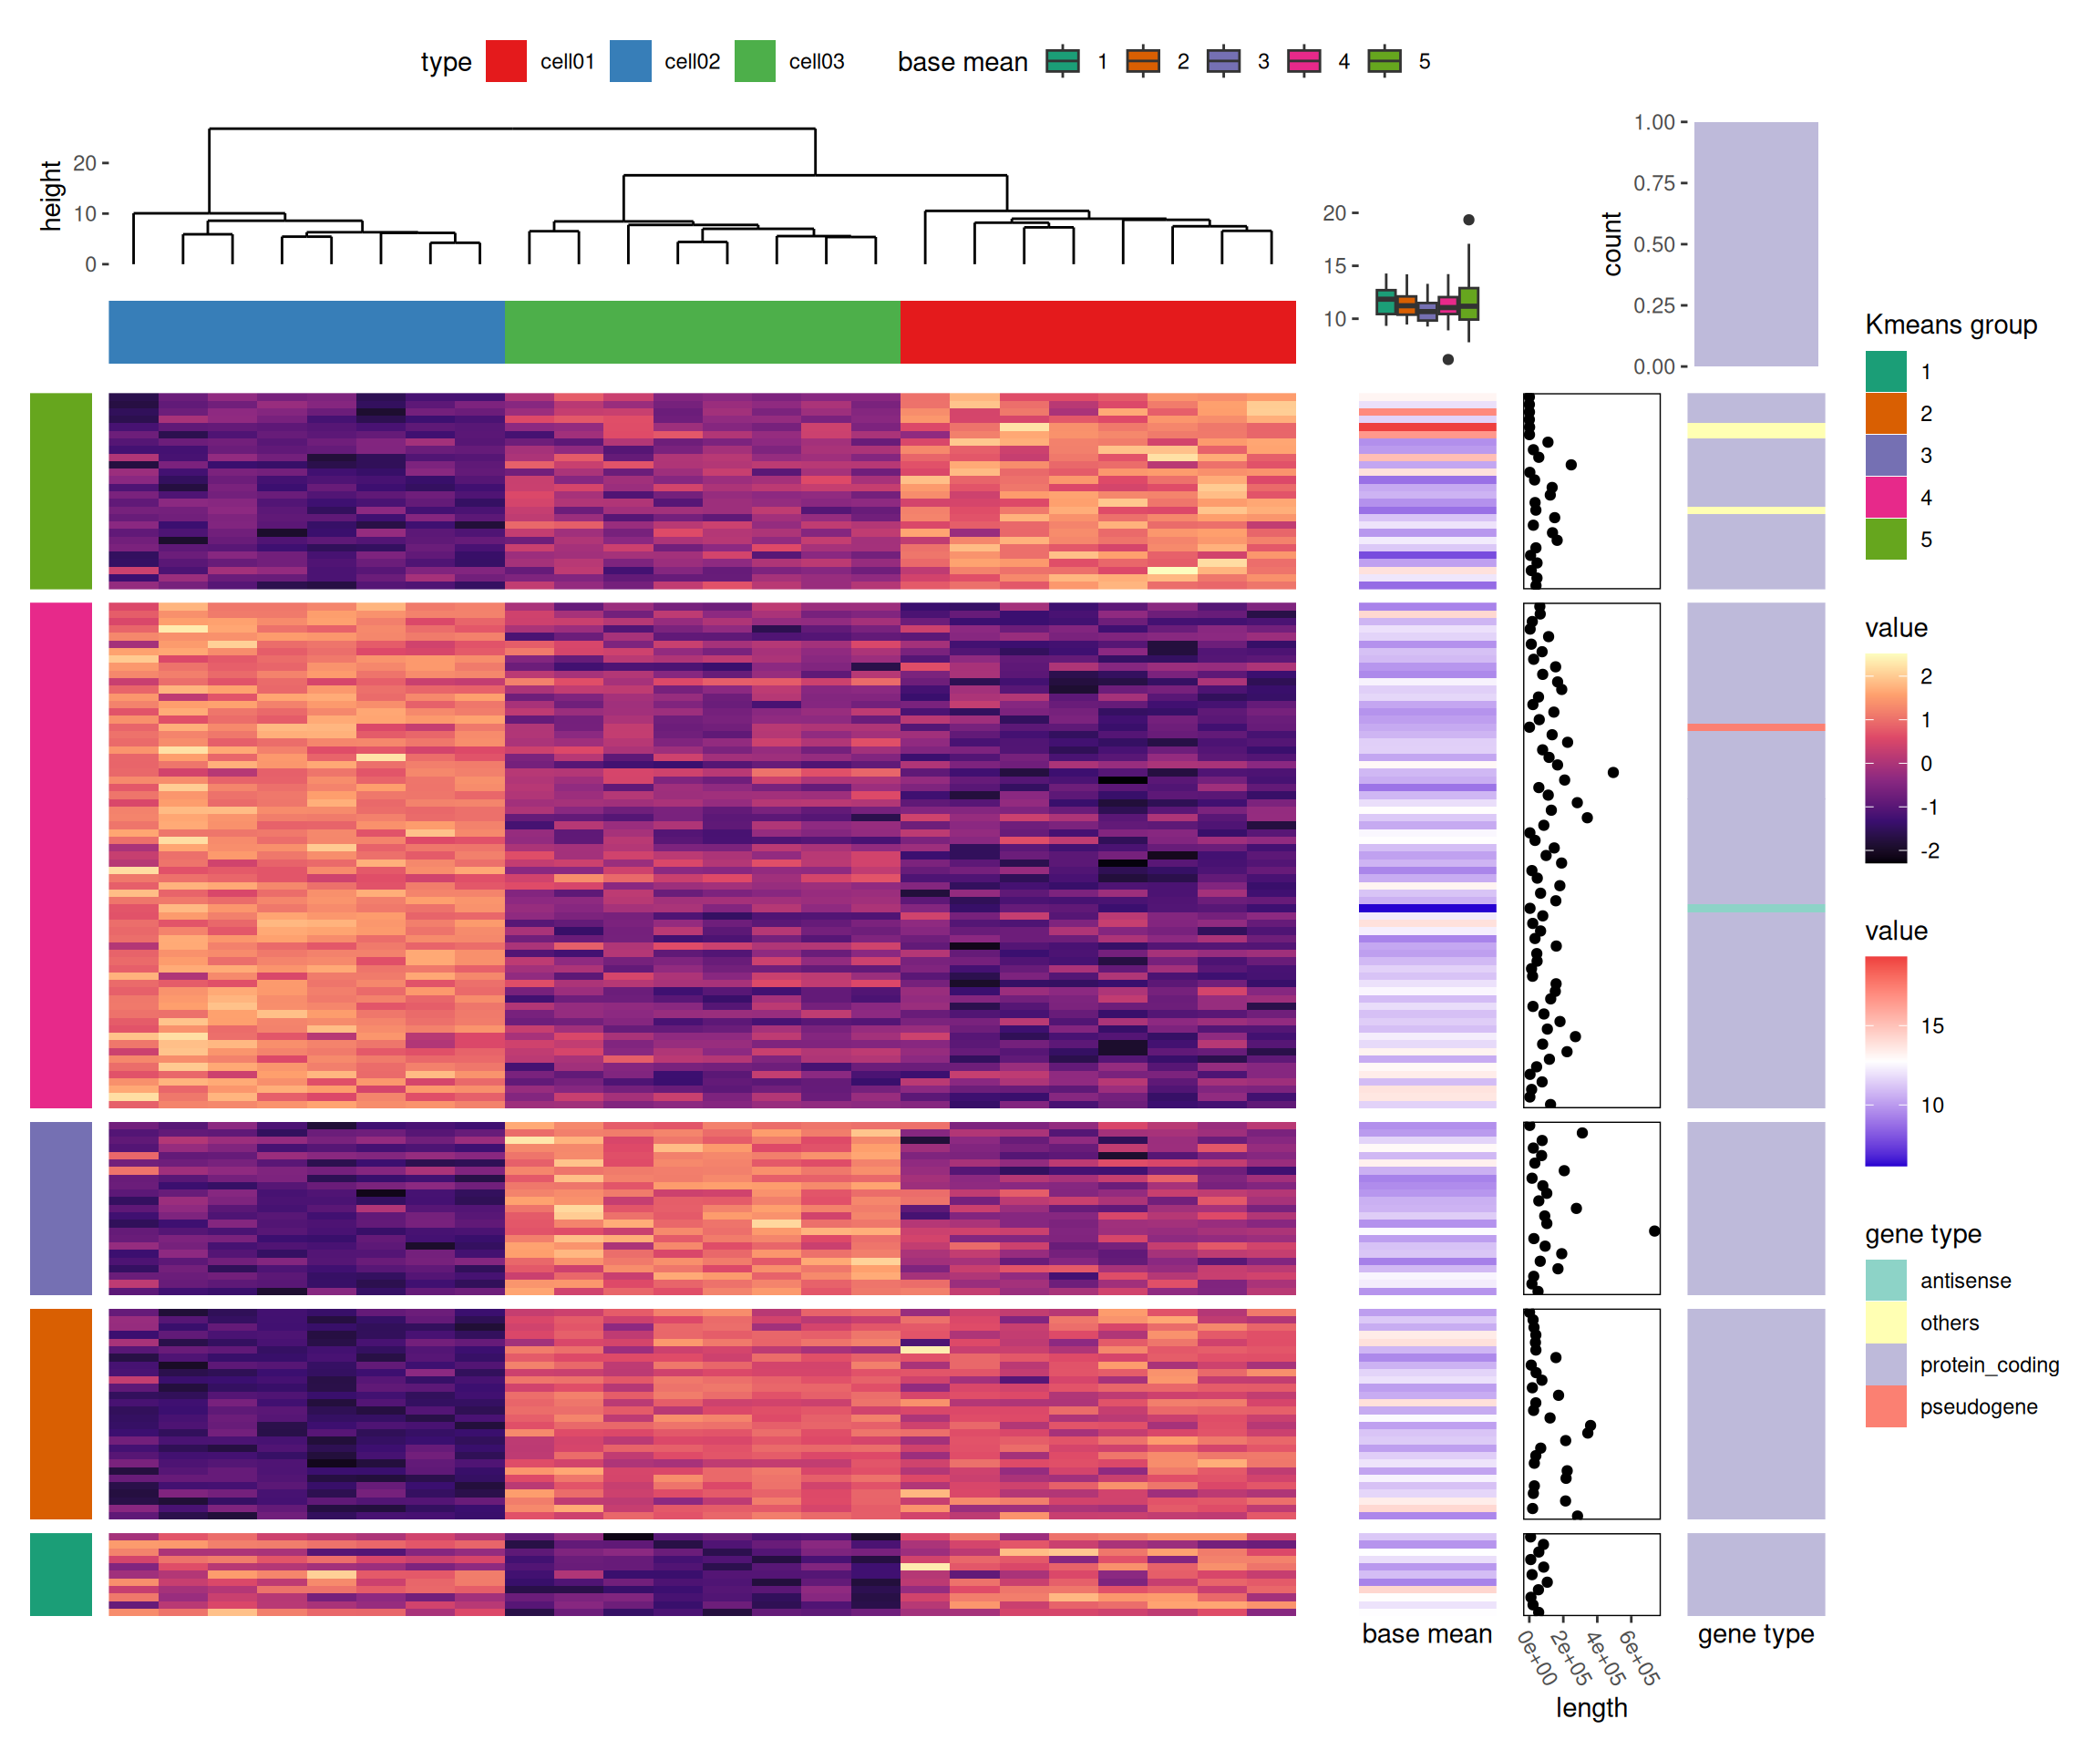 type cell01 cell02 cell03 base mean 1 2 3 4 5
height
20
10
0
20
15
10
count
1.00
0.75
0.50
0.25
0.00
Kmeans group
1
2
3
4
5
value
2
1
0
-1
-2
value
15
10
gene type
antisense
others
protein_coding
pseudogene
base mean
0e+00
2e+05
4e+05
6e+05
length
gene type